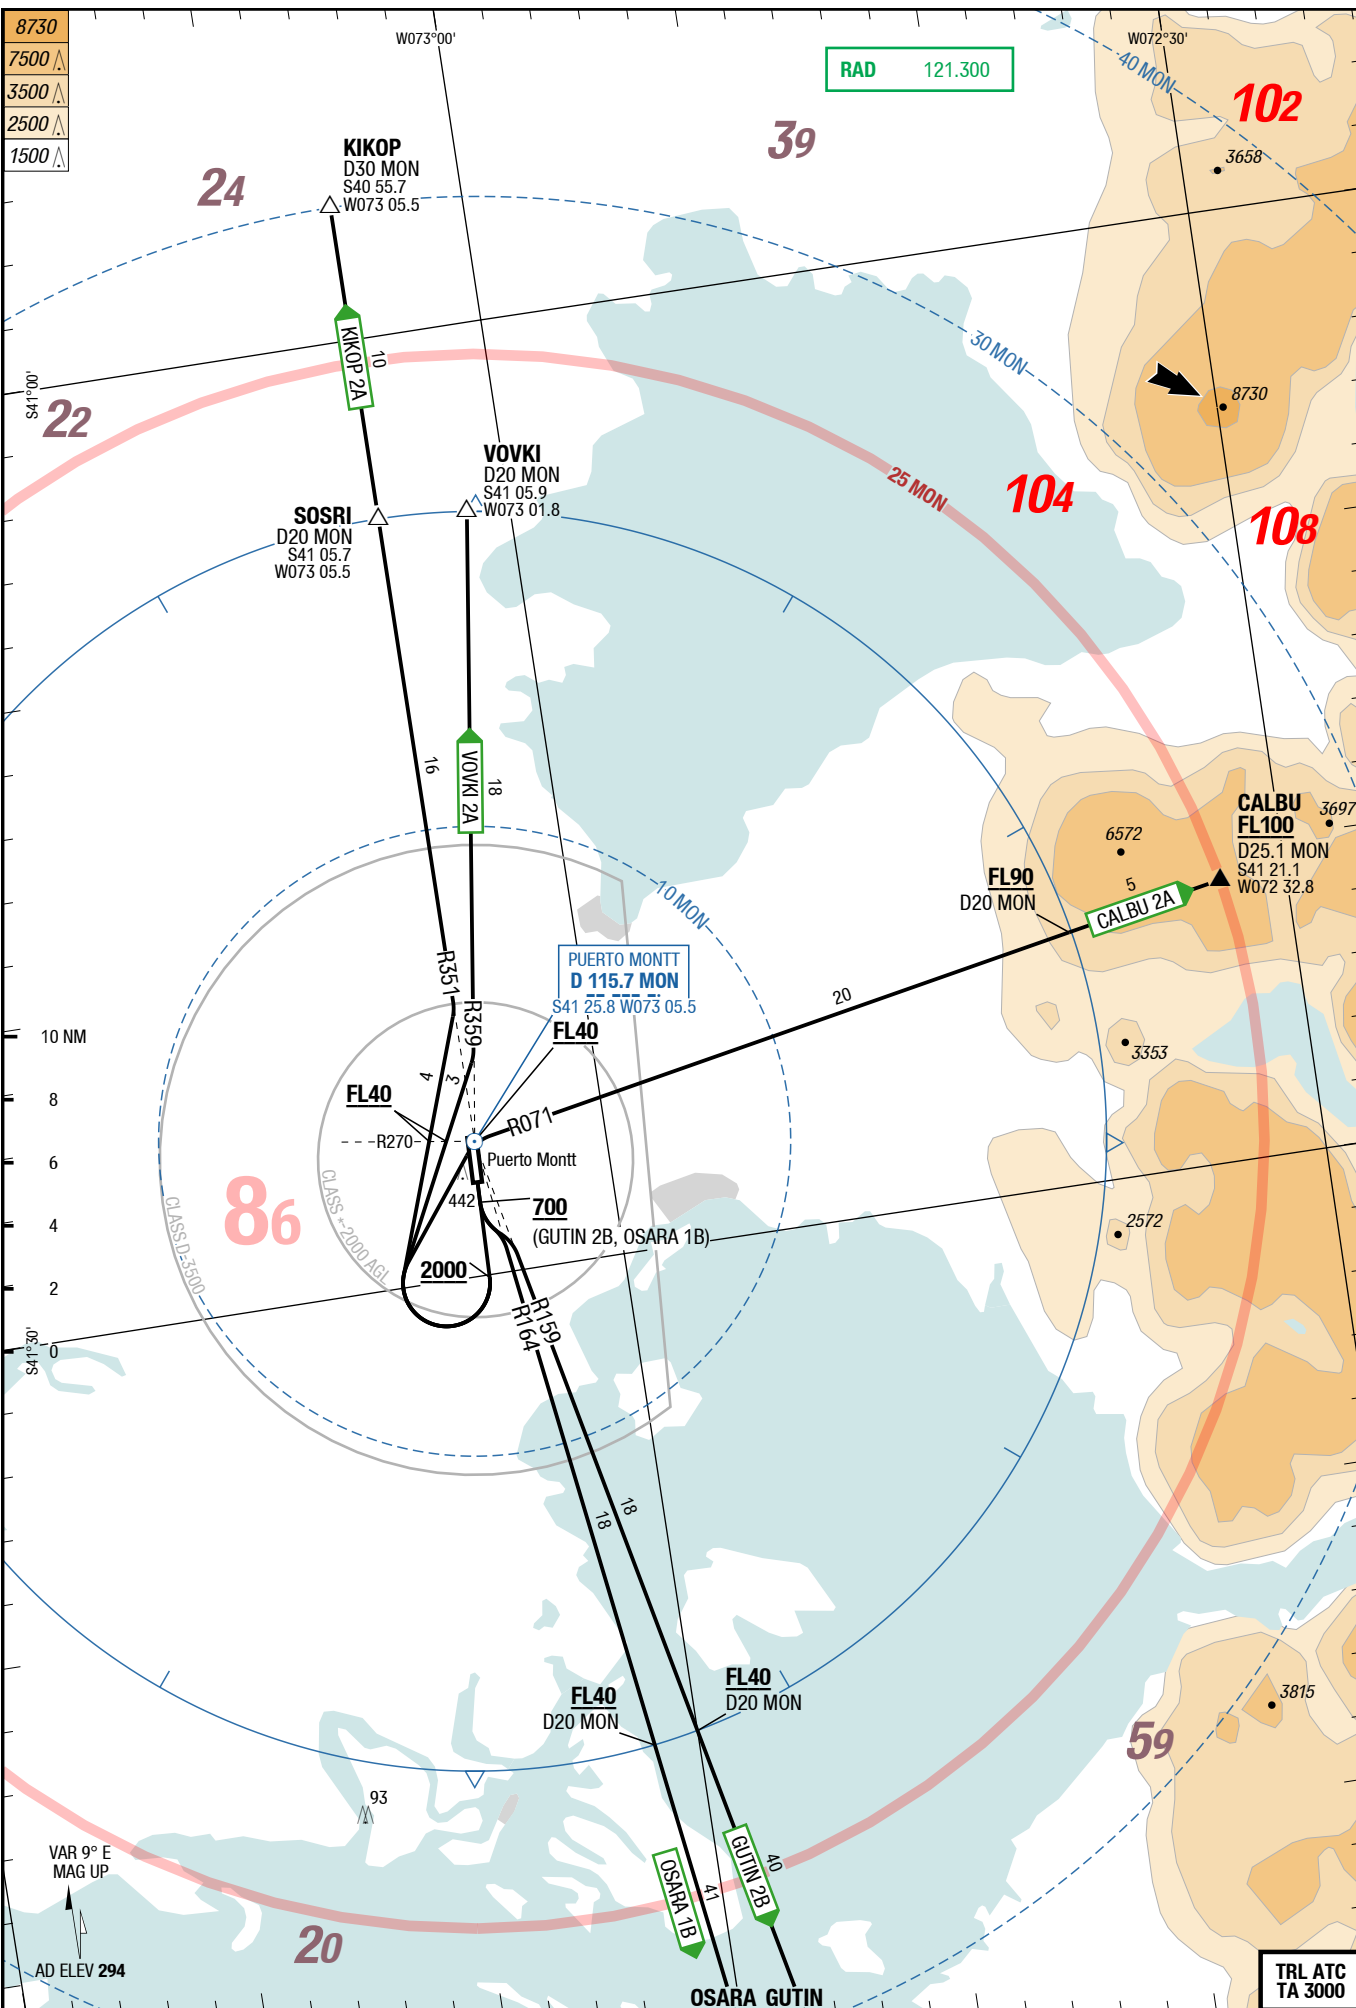 8730
7500
3500
2500
1500
W073°00'
W072°30'
RAD 121.300
40 MON
102
3658
39
24
KIKOP
D30 MON
S40 55.7
W073 05.5
30 MON
KIKOP 2A
10
S41°00'
22
8730
25 MON
104
108
VOVKI
D20 MON
S41 05.9
W073 01.8
SOSRI
D20 MON
S41 05.7
W073 05.5
16
VOVKI 2A
18
CALBU
FL100
D25.1 MON
S41 21.1
W072 32.8
3697
6572
5
CALBU 2A
FL90
D20 MON
10 MON
PUERTO MONTT
D 115.7 MON
S41 25.8 W073 05.5
FL40
R351
R359
20
10 NM
8
6
4
2
0
3353
4
3
FL40
R270
R071
Puerto Montt
442
700
(GUTIN 2B, OSARA 1B)
86
CLASS D-3500
CLASS -2000 AGL
2000
2572
R159
R164
S41°30'
18
18
FL40
D20 MON
FL40
D20 MON
3815
59
93
VAR 9° E
MAG UP
OSARA 1B
41
GUTIN 2B
40
20
AD ELEV 294
OSARA GUTIN
TRL ATC
TA 3000